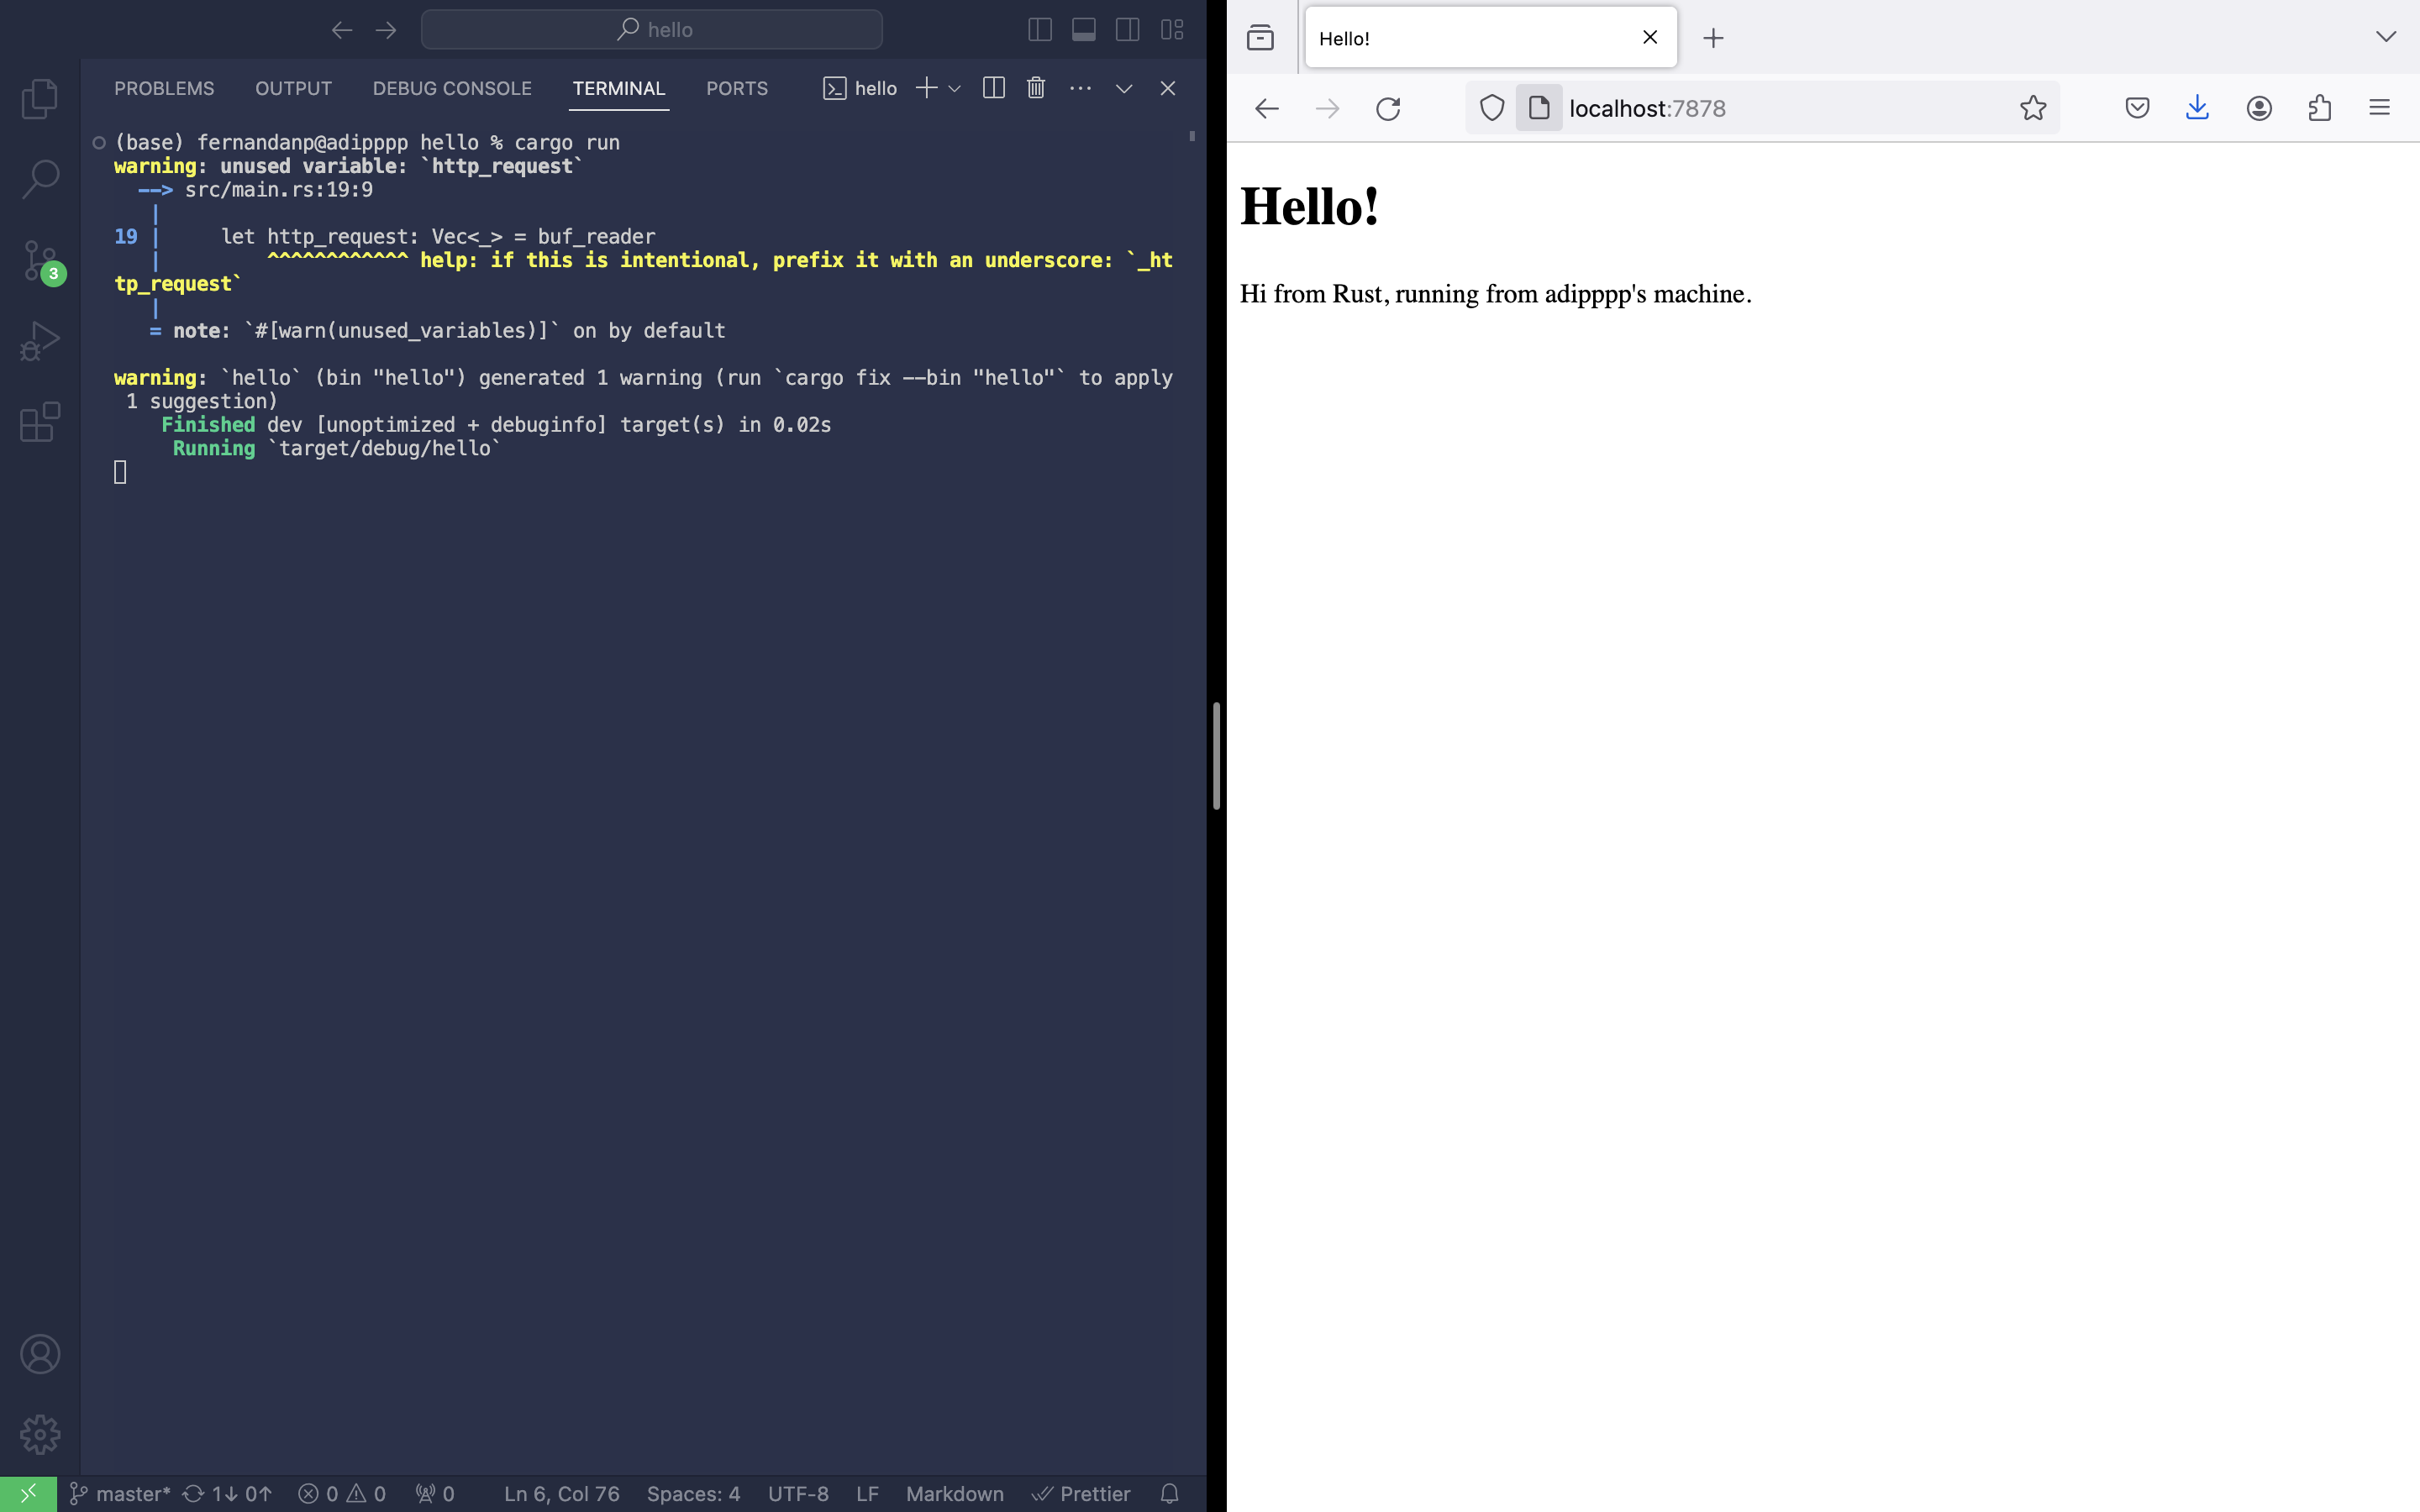 hello
PROBLEMS OUTPUT DEBUG CONSOLE TERMINAL PORTS hello
(base) fernandanp@adipppp hello % cargo run
warning: unused variable: `http_request`
--> src/main.rs:19:9
|
19 | let http_request: Vec<_> = buf_reader
| ^^^^^^^^^^^^ help: if this is intentional, prefix it with an underscore: `_ht
tp_request`
|
= note: `#[warn(unused_variables)]` on by default
warning: `hello` (bin "hello") generated 1 warning (run `cargo fix --bin "hello"` to apply
1 suggestion)
Finished dev [unoptimized + debuginfo] target(s) in 0.02s
Running `target/debug/hello`
3
master* 1↓ 0↑ 0 0 0 Ln 6, Col 76 Spaces: 4 UTF-8 LF Markdown Prettier
Hello!
localhost:7878
Hello!
Hi from Rust, running from adipppp's machine.